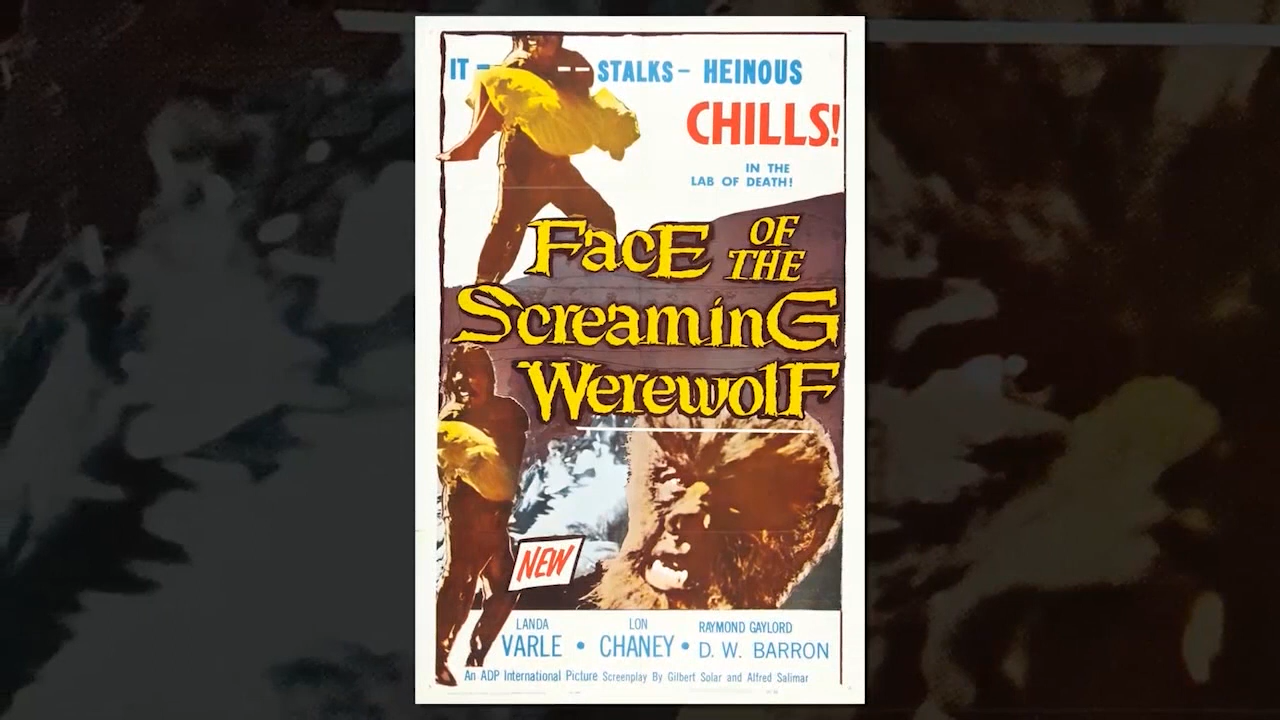 IT - - - - STALKS - HEINOUS
CHILLS!
IN THE
LAB OF DEATH!
FacE OF THE
ScreaminG
WerewolF
NEW
LANDA VARLE • LON CHANEY • RAYMOND GAYLORD D. W. BARRON
An ADP International Picture Screenplay By Gilbert Solar and Alfred Salimar